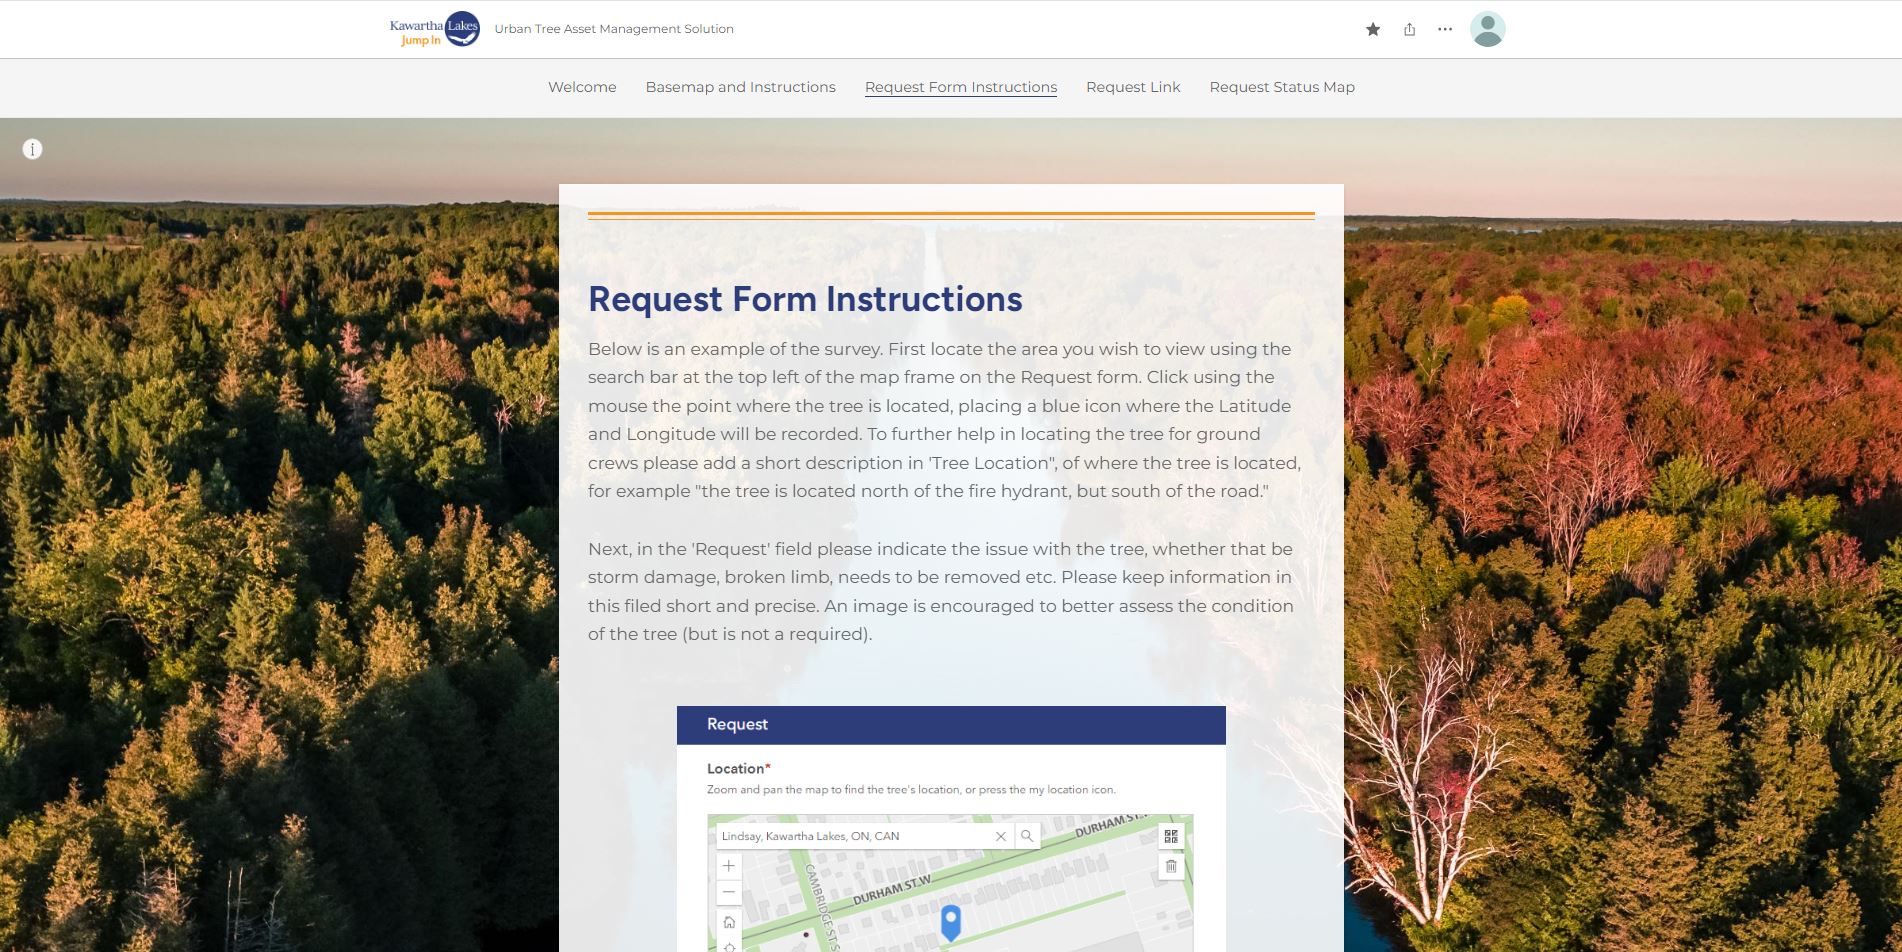 Kawartha Lakes
Jump In
Urban Tree Asset Management Solution
Welcome
Basemap and Instructions
Request Form Instructions
Request Link
Request Status Map
Request Form Instructions
Below is an example of the survey. First locate the area you wish to view using the
search bar at the top left of the map frame on the Request form. Click using the
mouse the point where the tree is located, placing a blue icon where the Latitude
and Longitude will be recorded. To further help in locating the tree for ground
crews please add a short description in 'Tree Location", of where the tree is located,
for example "the tree is located north of the fire hydrant, but south of the road."
Next, in the 'Request' field please indicate the issue with the tree, whether that be
storm damage, broken limb, needs to be removed etc. Please keep information in
this filed short and precise. An image is encouraged to better assess the condition
of the tree (but is not a required).
Request
Location*
Zoom and pan the map to find the tree's location, or press the my location icon.
Lindsay, Kawartha Lakes, ON, CAN
DURHAM ST W
CAMBRIDGE ST S